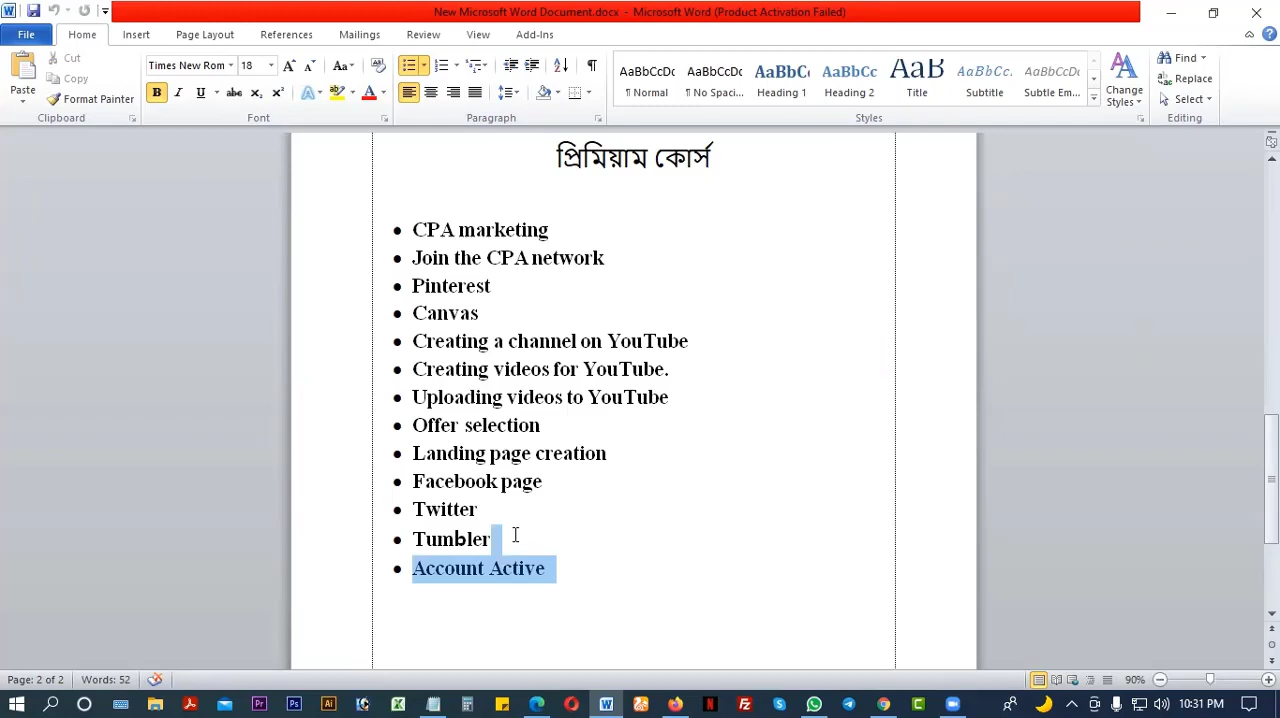 New Microsoft Word Document.docx - Microsoft Word (Product Activation Failed)
File Home Insert Page Layout References Mailings Review View Add-Ins
Paste
Cut
Copy
Format Painter
Clipboard
Times New Rom 18
Font
Paragraph
AaBbCcDc AaBbCcDc AaBbC AaBbCc AaB AaBbCc. AaBbCcDc
¶ Normal ¶ No Spaci... Heading 1 Heading 2 Title Subtitle Subtle Em...
Change Styles
Styles
Find
Replace
Select
Editing
প্রিমিয়াম কোর্স
• CPA marketing
• Join the CPA network
• Pinterest
• Canvas
• Creating a channel on YouTube
• Creating videos for YouTube.
• Uploading videos to YouTube
• Offer selection
• Landing page creation
• Facebook page
• Twitter
• Tumbler
• Account Active
Page: 2 of 2 Words: 52 90%
10:31 PM